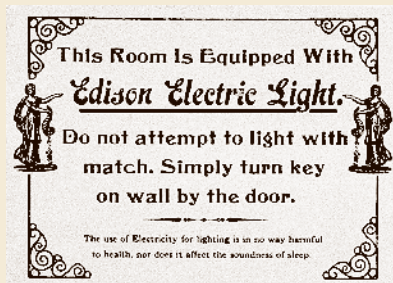 This Room Is Equipped With
Edison Electric Light.
Do not attempt to light with
match. Simply turn key
on wall by the door.
The use of Electricity for lighting is in no way harmful
to health, nor does it affect the soundness of sleep.